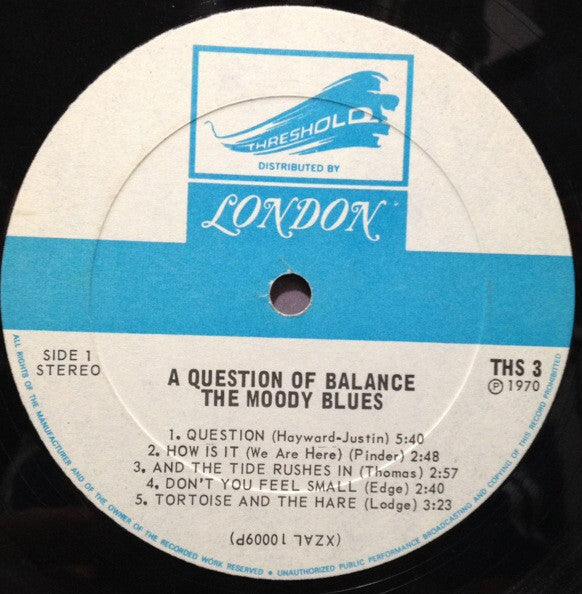 THRESHOLD
DISTRIBUTED BY
LONDON
SIDE 1
STEREO
THS 3
Ⓟ 1970
A QUESTION OF BALANCE
THE MOODY BLUES
1. QUESTION (Hayward-Justin) 5:40
2. HOW IS IT (We Are Here) (Pinder) 2:48
3. AND THE TIDE RUSHES IN (Thomas) 2:57
4. DON'T YOU FEEL SMALL (Edge) 2:40
5. TORTOISE AND THE HARE (Lodge) 3:23
(XZAL 10009P)
ALL RIGHTS OF THE MANUFACTURER AND OF THE OWNER OF THE RECORDED WORK RESERVED • UNAUTHORIZED PUBLIC PERFORMANCE BROADCASTING AND COPYING OF THIS RECORD PROHIBITED